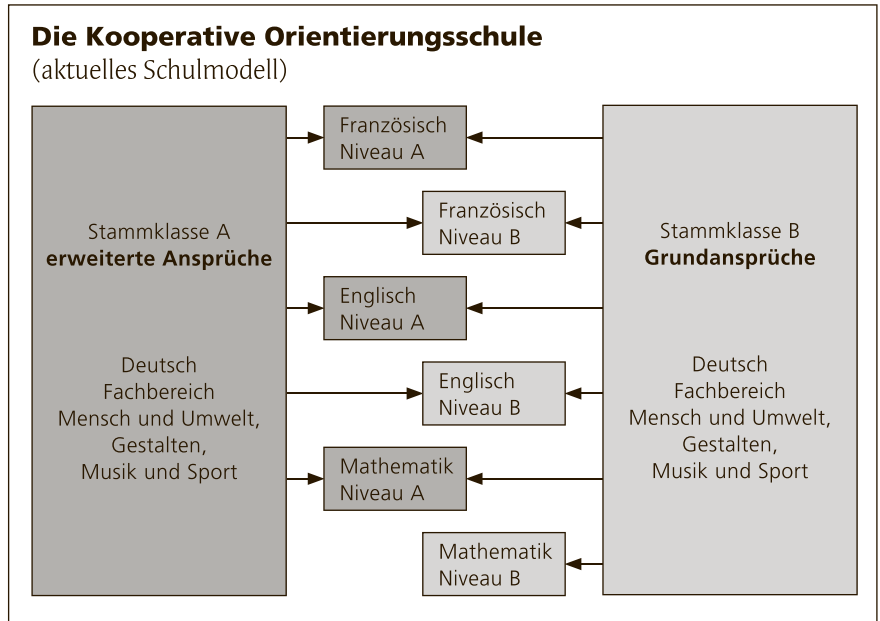 Die Kooperative Orientierungsschule
(aktuelles Schulmodell)
Stammklasse A
erweiterte Ansprüche
Deutsch
Fachbereich
Mensch und Umwelt,
Gestalten,
Musik und Sport
Französisch
Niveau A
Französisch
Niveau B
Englisch
Niveau A
Englisch
Niveau B
Mathematik
Niveau A
Mathematik
Niveau B
Stammklasse B
Grundansprüche
Deutsch
Fachbereich
Mensch und Umwelt,
Gestalten,
Musik und Sport